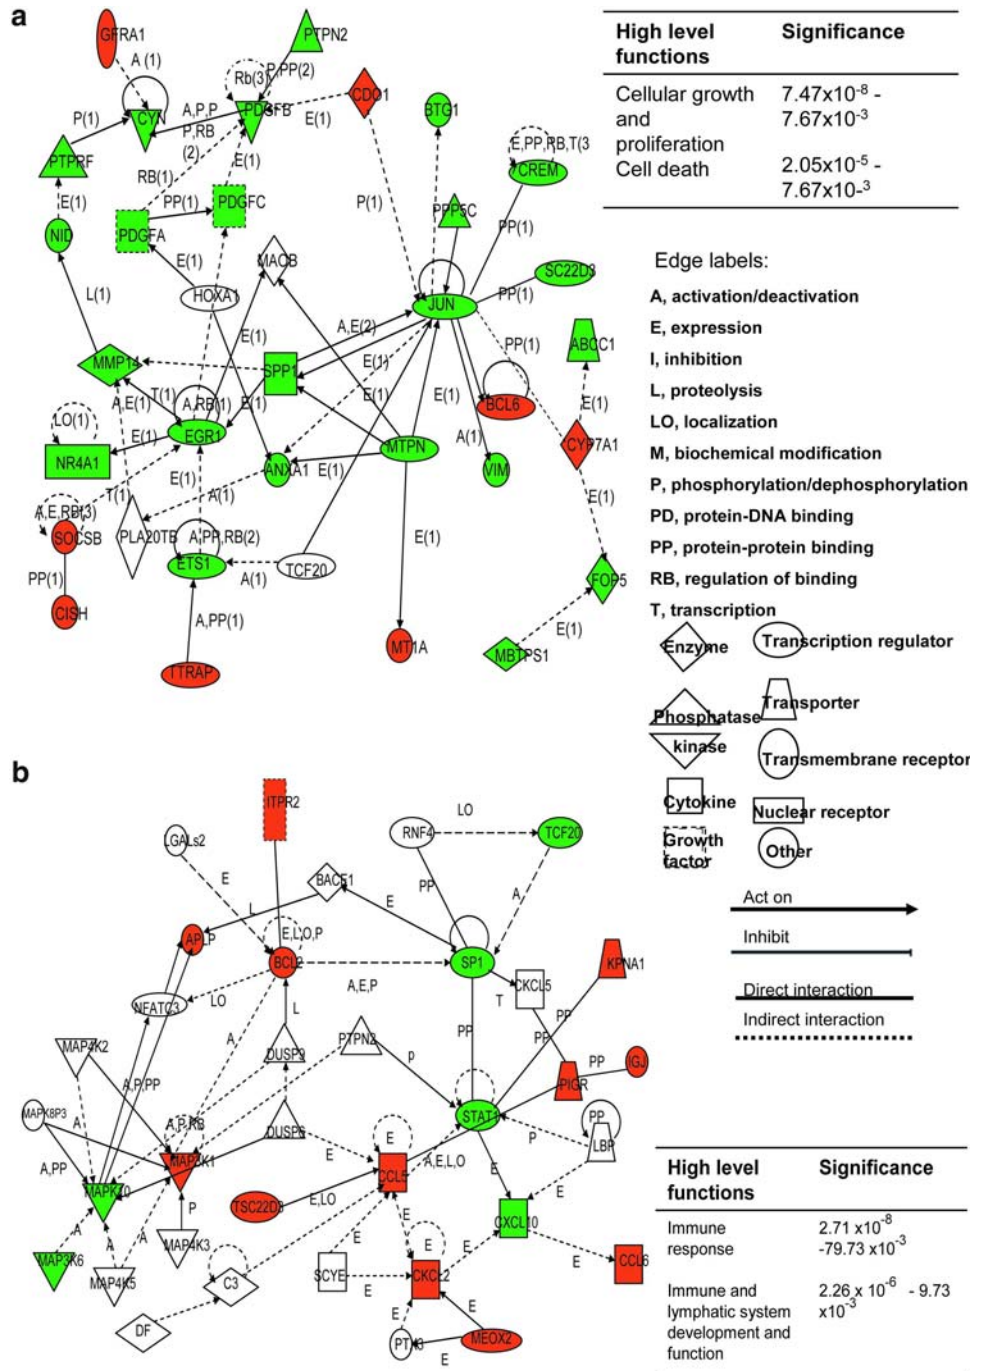 a
GFRA1
PTPN2
A (1)
Rb(3)
P,PP(2)
CDO1
BTG1
P(1)
CYN
A,P,P
P,RB
(2)
PDGFB
E(1)
E,PP,RB,T(3
CREM
PTPRF
RB(1)
E(1)
E(1)
PP(1)
PDGFC
P(1)
PPP5C
PP(1)
NID
PDGFA
MAOB
E(1)
SC22D3
L(1)
HOXA1
JUN
PP(1)
A,E(2)
E(1)
PP(1)
ABCC1
MMP14
SPP1
E(1)
T(1)
A,E(1)
A,RB(1)
E(1)
E(1)
E(1)
BCL6
E(1)
LO(1)
E(1)
EGR1
MTPN
A(1)
CYP7A1
NR4A1
E(1)
ANXA1
E(1)
VIM
T(1)
A(1)
E(1)
A,E,RB(3)
SOCSB
PLA20TB
A,PP,RB(2)
E(1)
ETS1
TCF20
A(1)
FOP5
PP(1)
CISH
A,PP(1)
E(1)
MT1A
MBTPS1
TTRAP
High level
functions
Significance
Cellular growth
and
proliferation
7.47x10-8 -
7.67x10-3
Cell death
2.05x10-5 -
7.67x10-3
Edge labels:
A, activation/deactivation
E, expression
I, inhibition
L, proteolysis
LO, localization
M, biochemical modification
P, phosphorylation/dephosphorylation
PD, protein-DNA binding
PP, protein-protein binding
RB, regulation of binding
T, transcription
Enzyme
Transcription regulator
Phosphatase
Transporter
kinase
Transmembrane receptor
Cytokine
Nuclear receptor
Growth
factor
Other
Act on
Inhibit
Direct interaction
Indirect interaction
b
ITPR2
LGALs2
RNF4
LO
TCF20
E
BACE1
PP
A
L
E
APLP
E,L,O,P
BCL2
SP1
KPNA1
CKCL5
NFATC3
LO
A,E,P
T
L
PP
PP
PP
MAP4K2
A
DUSP9
PTPN2
p
PP
IGJ
A,P,PP
PIGR
MAPK8P3
A
A,P,RB
DUSP6
STAT1
PP
LBP
P
A,PP
MAP3K1
E
E
CCL5
A,E,L,O
E
E
MAPK10
P
TSC22D3
E,LO
CXCL10
A
A
A
MAP4K3
E
E
MAP3K6
E
CCL6
MAP4K5
C3
SCYE
E
CKCL2
E
E
DF
E
PTX3
E
MEOX2
E
High level
functions
Significance
Immune
response
2.71 x10-8
-79.73 x10-3
Immune and
lymphatic system
development and
function
2.26 x 10-6 - 9.73
x10-3